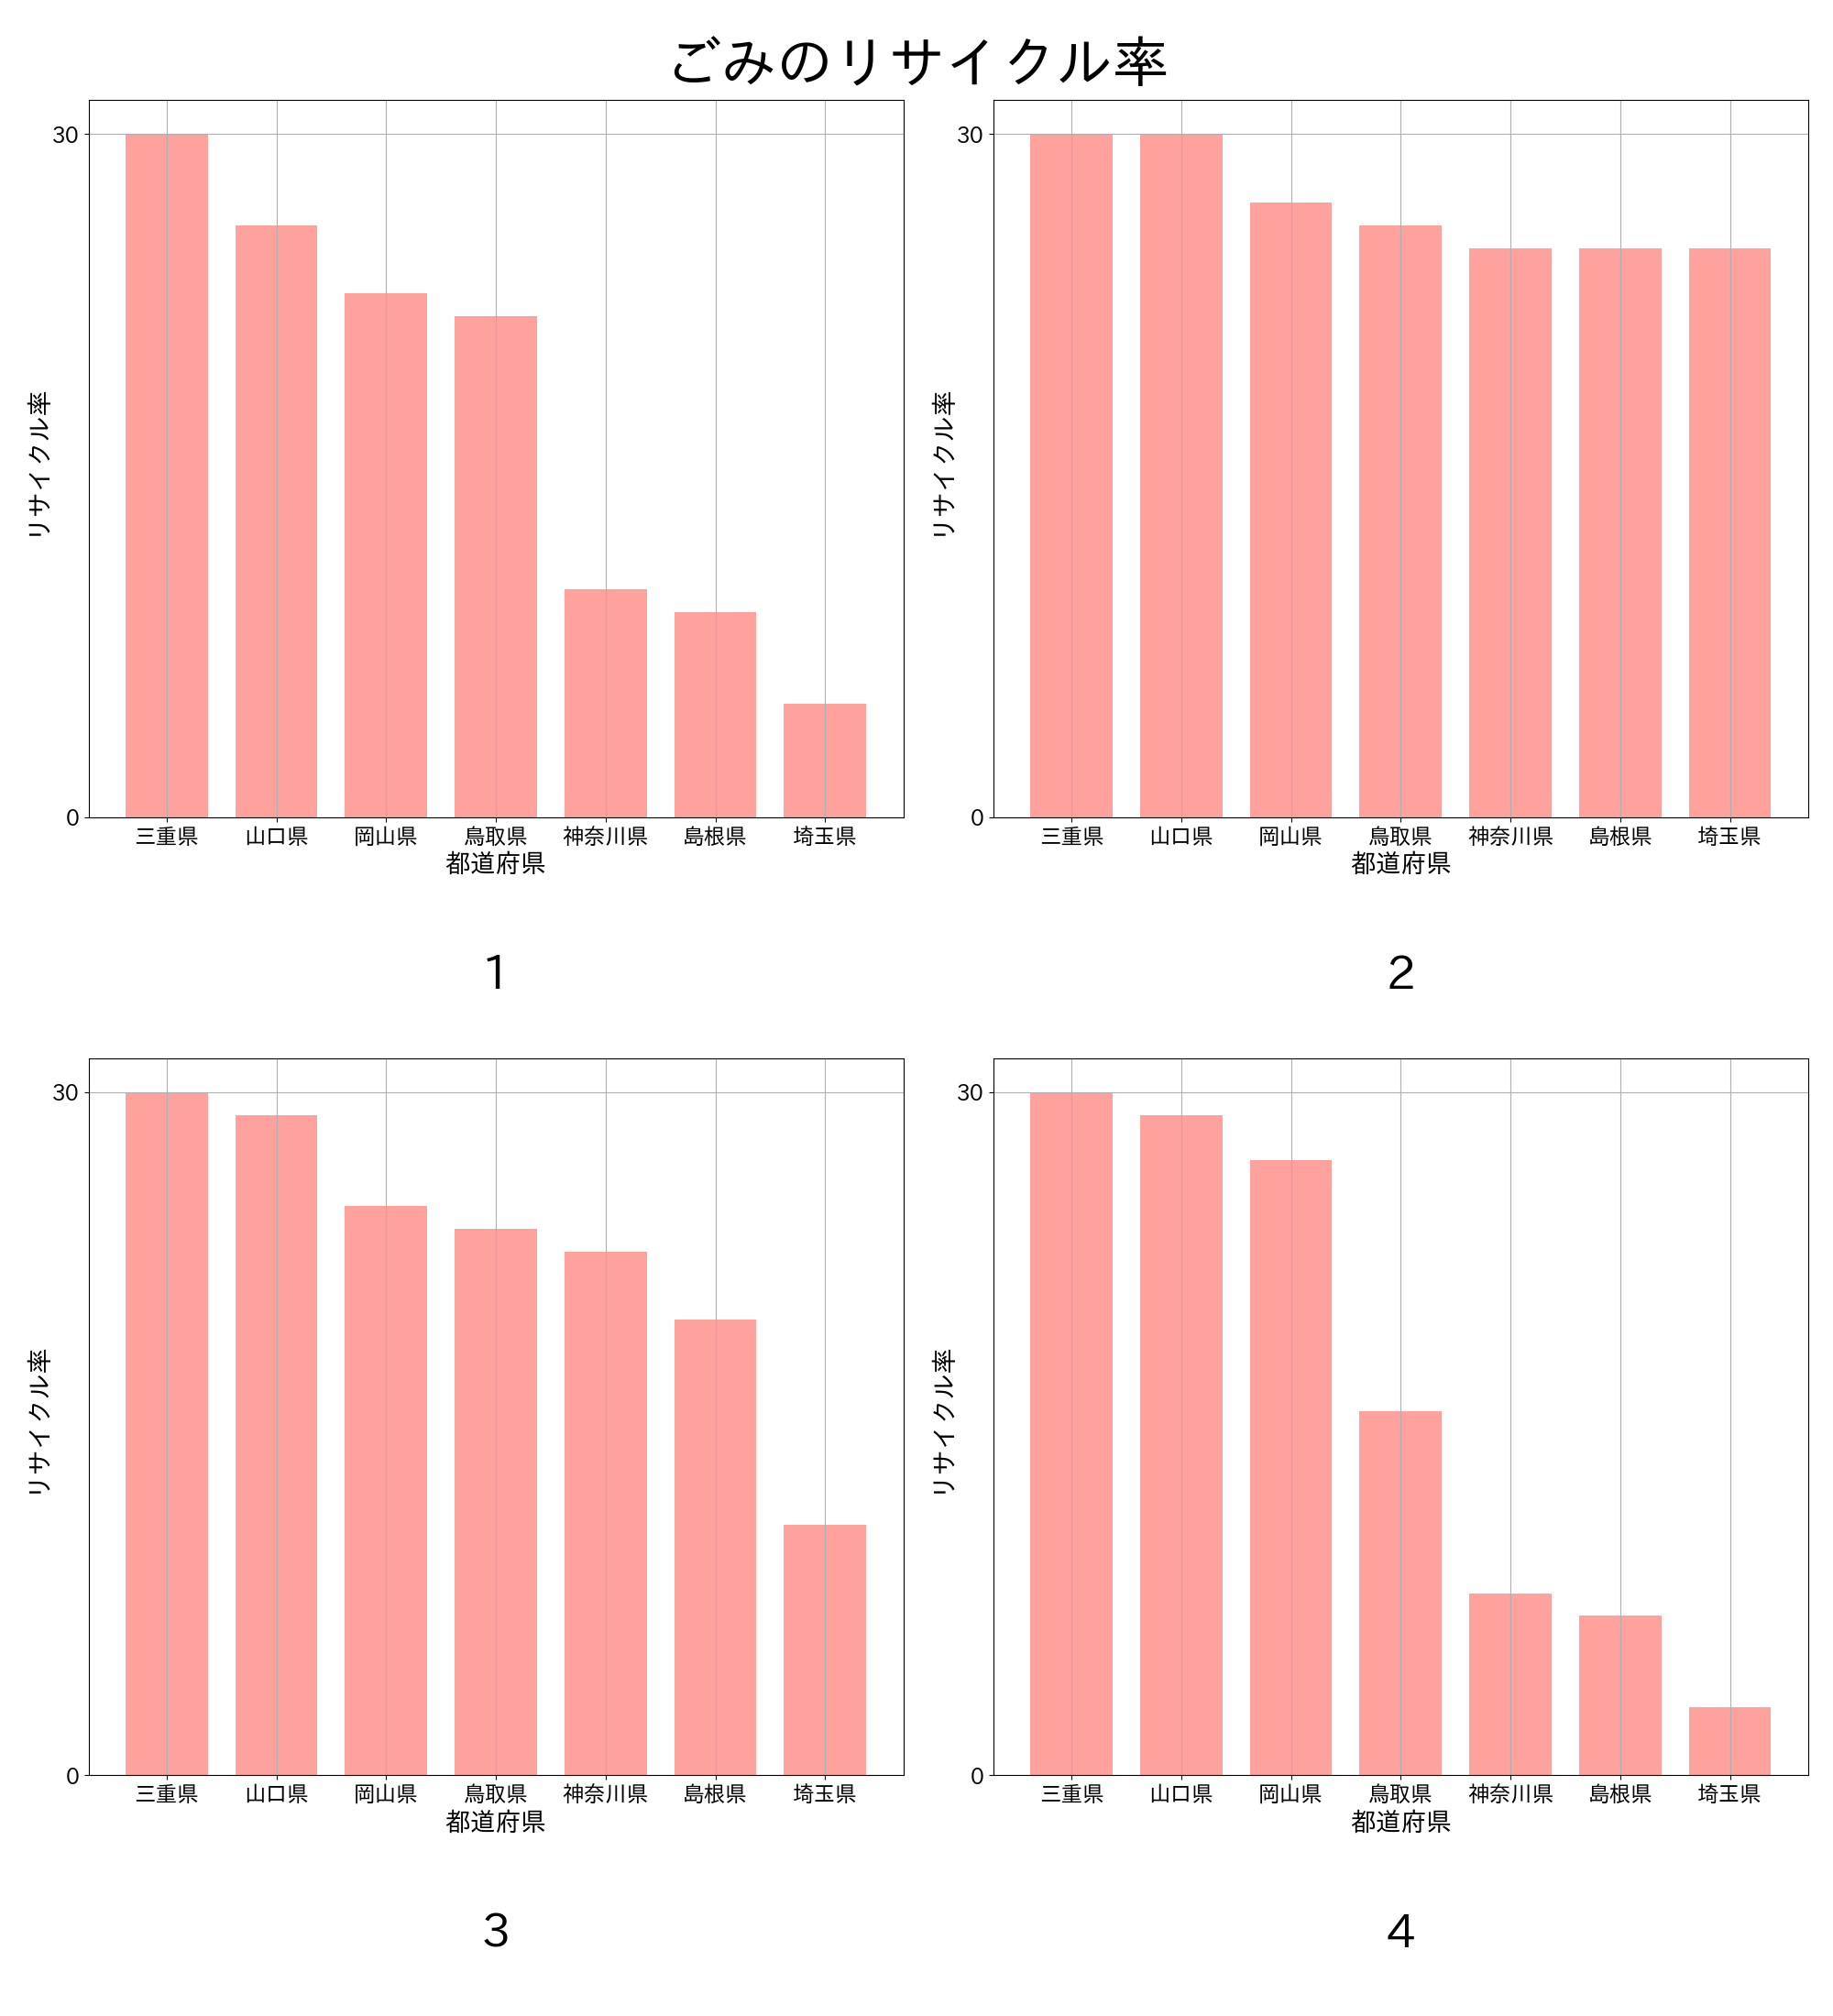 ごみのリサイクル率
30
0
リサイクル率
三重県 山口県 岡山県 鳥取県 神奈川県 島根県 埼玉県
都道府県
1
30
0
リサイクル率
三重県 山口県 岡山県 鳥取県 神奈川県 島根県 埼玉県
都道府県
2
30
0
リサイクル率
三重県 山口県 岡山県 鳥取県 神奈川県 島根県 埼玉県
都道府県
3
30
0
リサイクル率
三重県 山口県 岡山県 鳥取県 神奈川県 島根県 埼玉県
都道府県
4